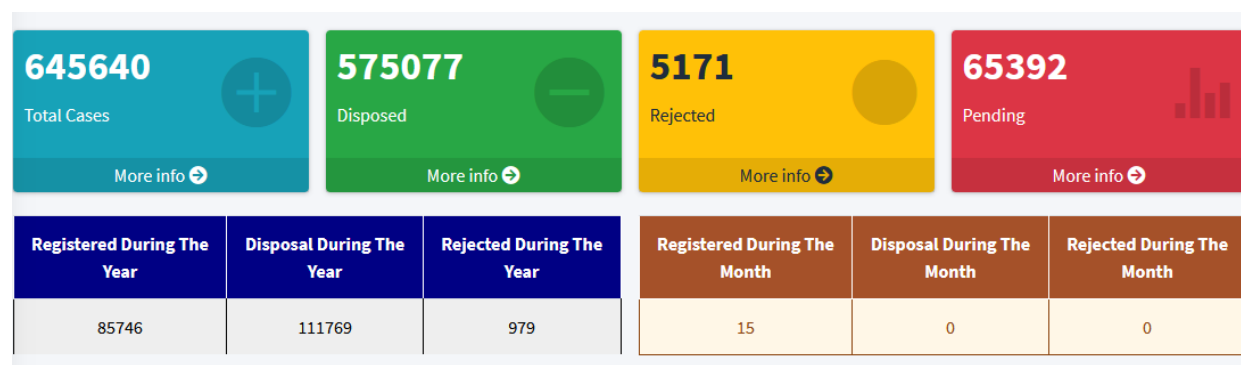 645640
Total Cases
More info
575077
Disposed
More info
5171
Rejected
More info
65392
Pending
More info
Registered During The
Year
Disposal During The
Year
Rejected During The
Year
85746
111769
979
Registered During The
Month
Disposal During The
Month
Rejected During The
Month
15
0
0